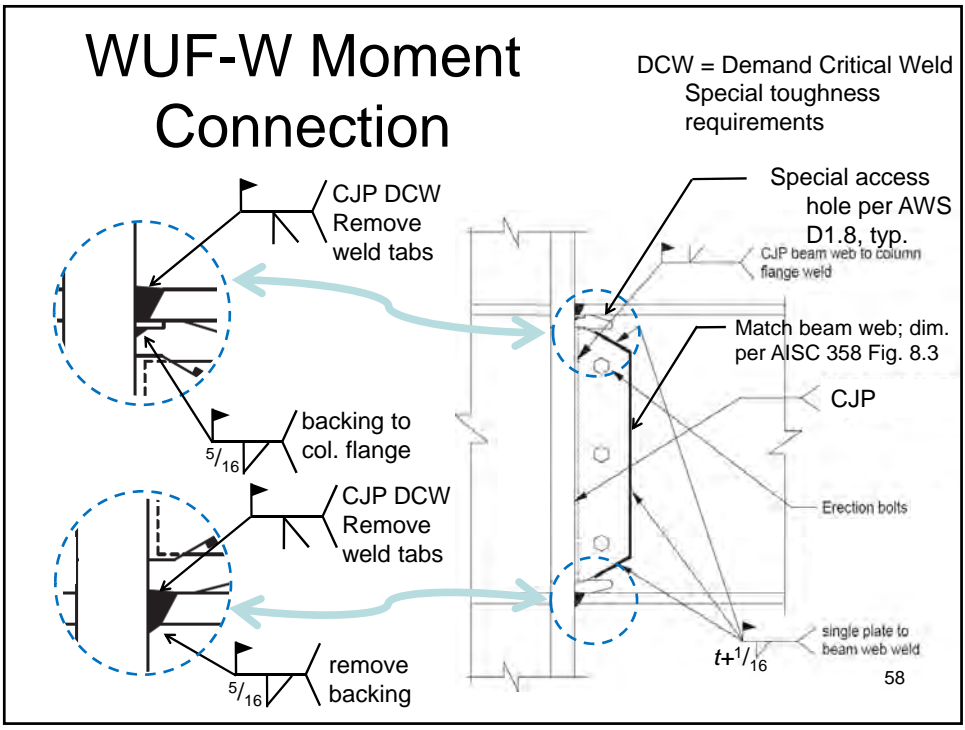 WUF-W Moment
Connection
DCW = Demand Critical Weld
Special toughness
requirements
CJP DCW
Remove
weld tabs
Special access
hole per AWS
D1.8, typ.
CJP beam web to column
flange weld
Match beam web; dim.
per AISC 358 Fig. 8.3
CJP
backing to
col. flange
5/16
CJP DCW
Remove
weld tabs
Erection bolts
single plate to
beam web weld
t+1/16
remove
backing
5/16
58